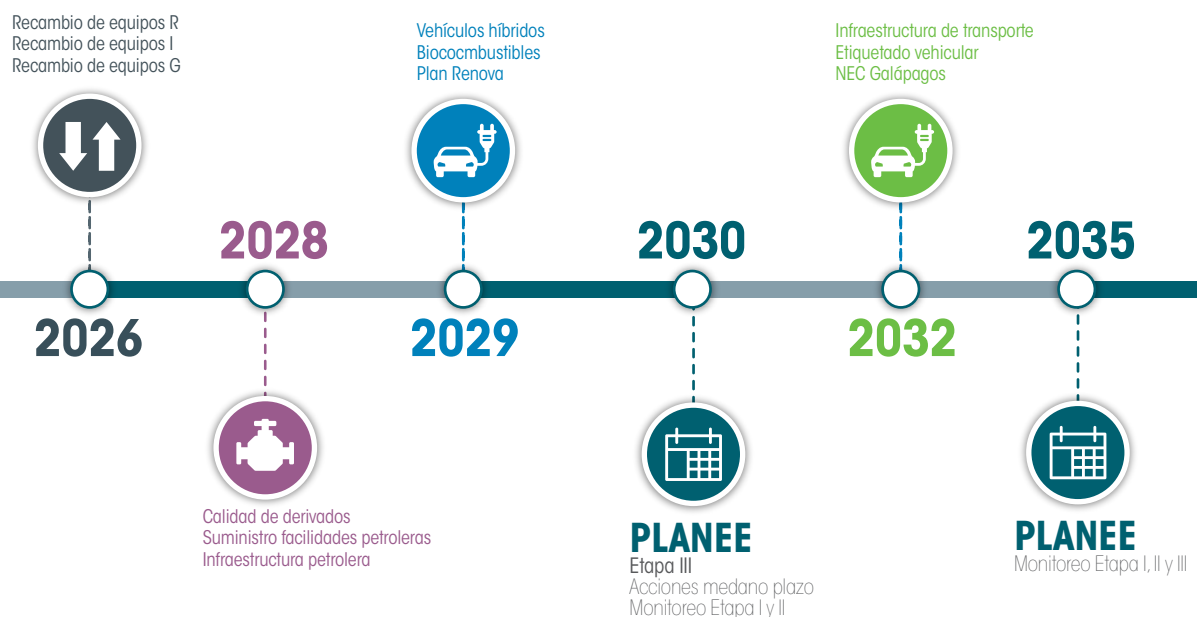 Recambio de equipos R
Recambio de equipos I
Recambio de equipos G
2026
2028
Calidad de derivados
Suministro facilidades petroleras
Infraestructura petrolera
Vehículos híbridos
Biococmbustibles
Plan Renova
2029
2030
PLANEE
Etapa III
Acciones medano plazo
Monitoreo Etapa I y II
Infraestructura de transporte
Etiquetado vehicular
NEC Galápagos
2032
2035
PLANEE
Monitoreo Etapa I, II y III